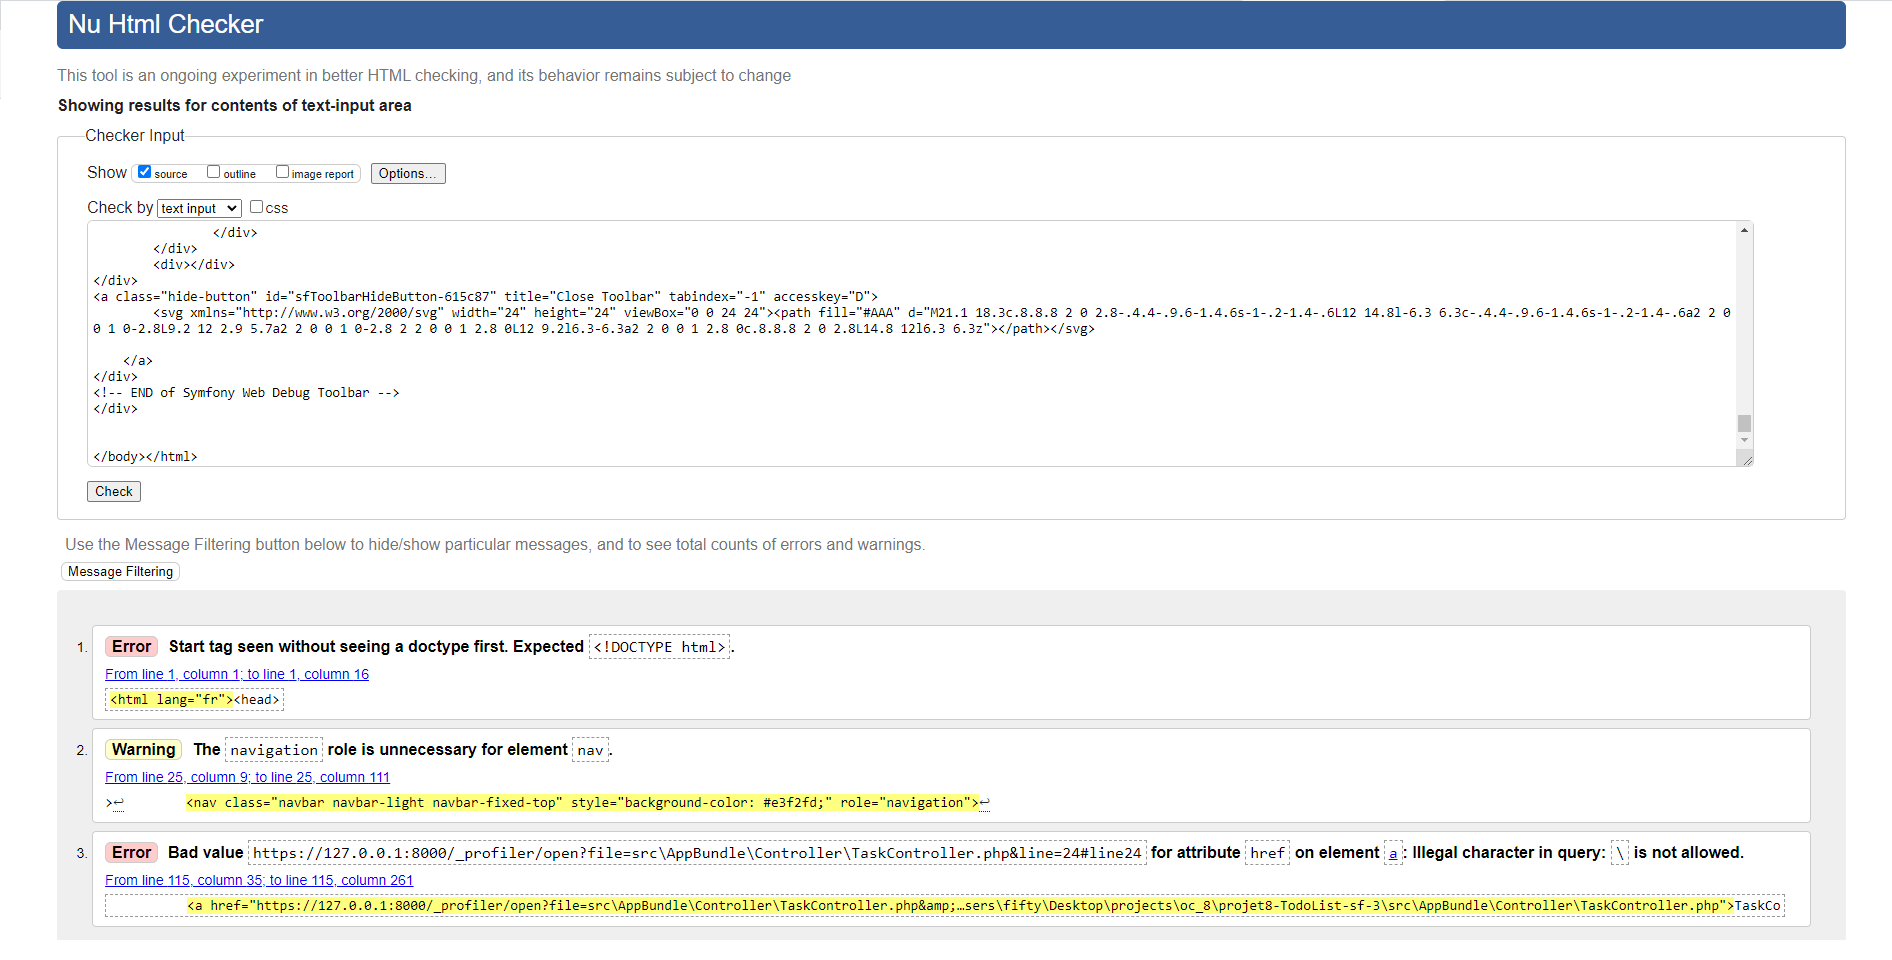 Nu Html Checker
This tool is an ongoing experiment in better HTML checking, and its behavior remains subject to change
Showing results for contents of text-input area
Checker Input
Show source outline image report Options...
Check by text input css
</div>
</div>
<div></div>
</div>
<a class="hide-button" id="sfToolbarHideButton-615c87" title="Close Toolbar" tabindex="-1" accesskey="D">
<svg xmlns="http://www.w3.org/2000/svg" width="24" height="24" viewBox="0 0 24 24"><path fill="#AAA" d="M21.1 18.3c.8.8.8 2 0 2.8-.4.4-.9.6-1.4.6s-1-.2-1.4-.6L12 14.8l-6.3 6.3c-.4.4-.9.6-1.4.6s-1-.2-1.4-.6a2 2 0
0 1 0-2.8L9.2 12 2.9 5.7a2 2 0 0 1 0-2.8 2 2 0 0 1 2.8 0L12 9.2l6.3-6.3a2 2 0 0 1 2.8 0c.8.8.8 2 0 2.8L14.8 12l6.3 6.3z"></path></svg>
</a>
</div>
<!-- END of Symfony Web Debug Toolbar -->
</div>
</body></html>
Check
Use the Message Filtering button below to hide/show particular messages, and to see total counts of errors and warnings.
Message Filtering
1. Error Start tag seen without seeing a doctype first. Expected <!DOCTYPE html>.
From line 1, column 1; to line 1, column 16
<html lang="fr"><head>
2. Warning The navigation role is unnecessary for element nav.
From line 25, column 9; to line 25, column 111
>↩ <nav class="navbar navbar-light navbar-fixed-top" style="background-color: #e3f2fd;" role="navigation">↩
3. Error Bad value https://127.0.0.1:8000/_profiler/open?file=src\AppBundle\Controller\TaskController.php&line=24#line24 for attribute href on element a: Illegal character in query: \ is not allowed.
From line 115, column 35; to line 115, column 261
<a href="https://127.0.0.1:8000/_profiler/open?file=src\AppBundle\Controller\TaskController.php&amp;…sers\fifty\Desktop\projects\oc_8\projet8-TodoList-sf-3\src\AppBundle\Controller\TaskController.php">TaskCo